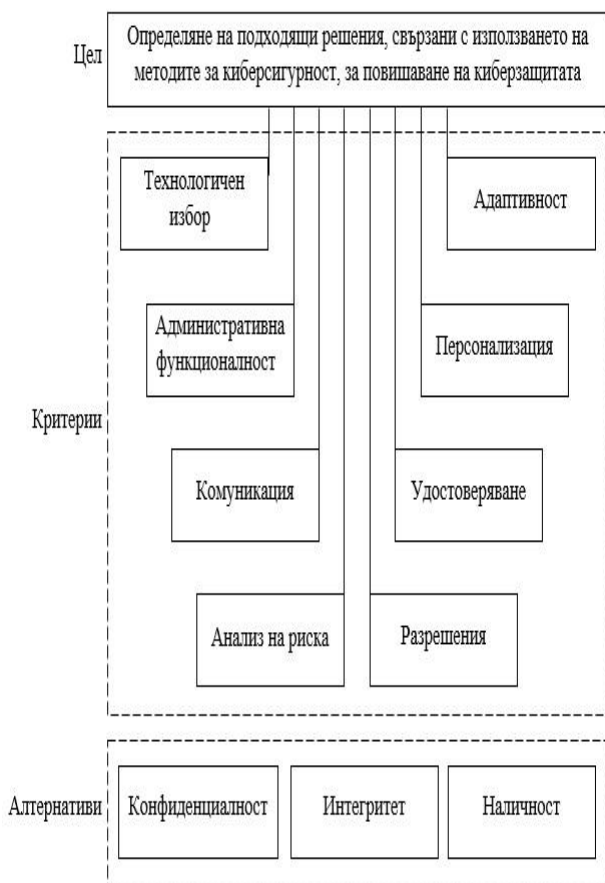 Цел
Определяне на подходящи решения, свързани с използването на
методите за киберсигурност, за повишаване на киберзащитата
Критерии
Технологичен
избор
Адаптивност
Административна
функционалност
Персонализация
Комуникация
Удостоверяване
Анализ на риска
Разрешения
Алтернативи
Конфиденциалност
Интегритет
Наличност